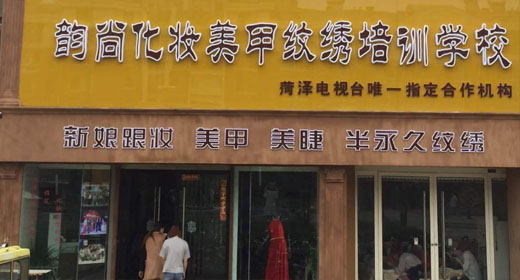 韵尚化妆美甲纹绣培训学校
菏泽电视台唯一指定合作机构
新娘跟妆 美甲 美睫 半永久纹绣